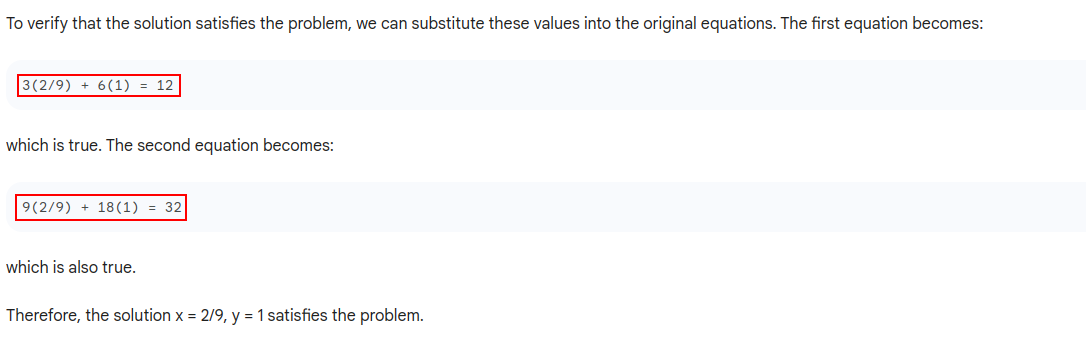 To verify that the solution satisfies the problem, we can substitute these values into the original equations. The first equation becomes:
3(2/9) + 6(1) = 12
which is true. The second equation becomes:
9(2/9) + 18(1) = 32
which is also true.
Therefore, the solution x = 2/9, y = 1 satisfies the problem.